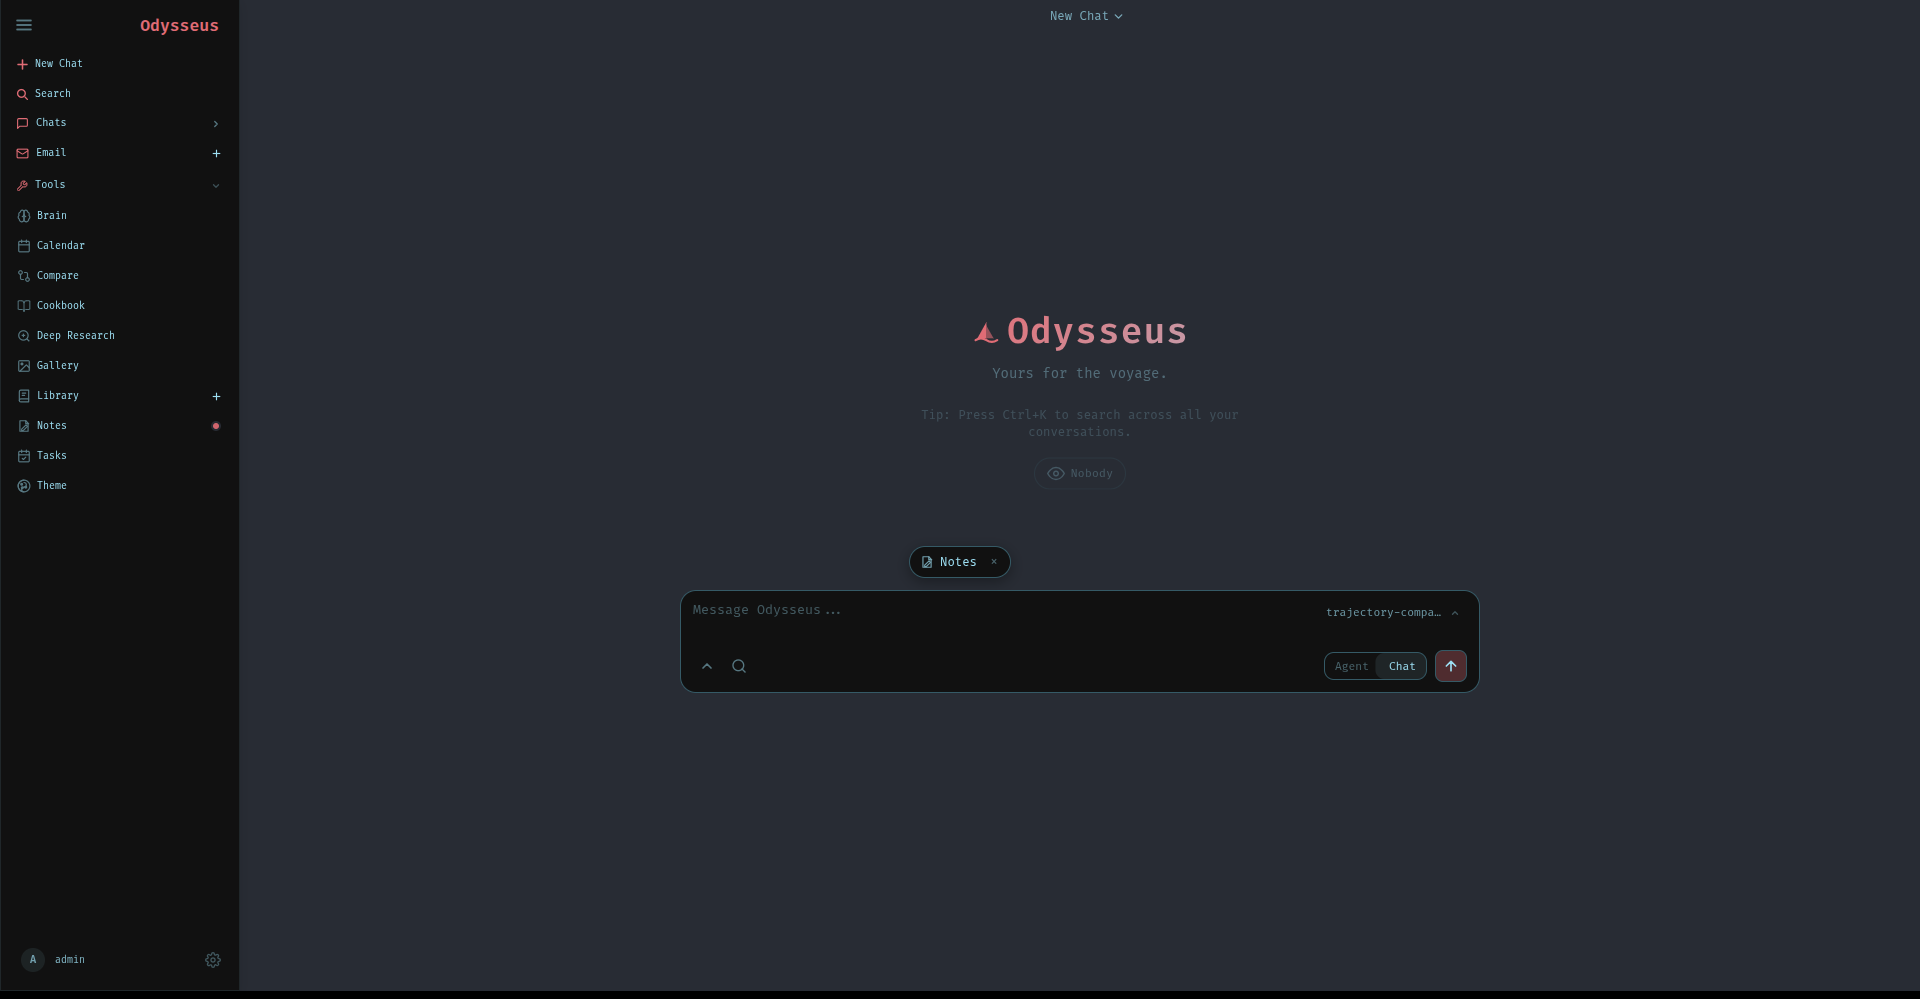 Odysseus
New Chat
Search
Chats
Email
Tools
Brain
Calendar
Compare
Cookbook
Deep Research
Gallery
Library
Notes
Tasks
Theme
A admin
New Chat
Odysseus
Yours for the voyage.
Tip: Press Ctrl+K to search across all your
conversations.
Nobody
Notes ×
Message Odysseus...
trajectory-compa…
Agent Chat